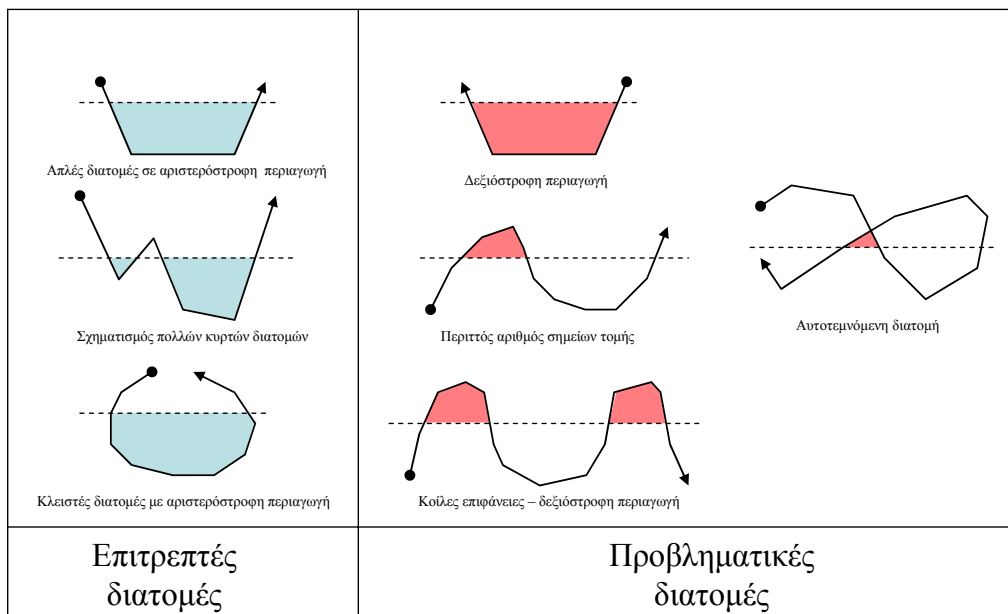 Απλές διατομές σε αριστερόστροφη περιαγωγή
Σχηματισμός πολλών κυρτών διατομών
Κλειστές διατομές με αριστερόστροφη περιαγωγή
Επιτρεπτές
διατομές
Δεξιόστροφη περιαγωγή
Περιττός αριθμός σημείων τομής
Αυτοτεμνόμενη διατομή
Κοίλες επιφάνειες – δεξιόστροφη περιαγωγή
Προβληματικές
διατομές